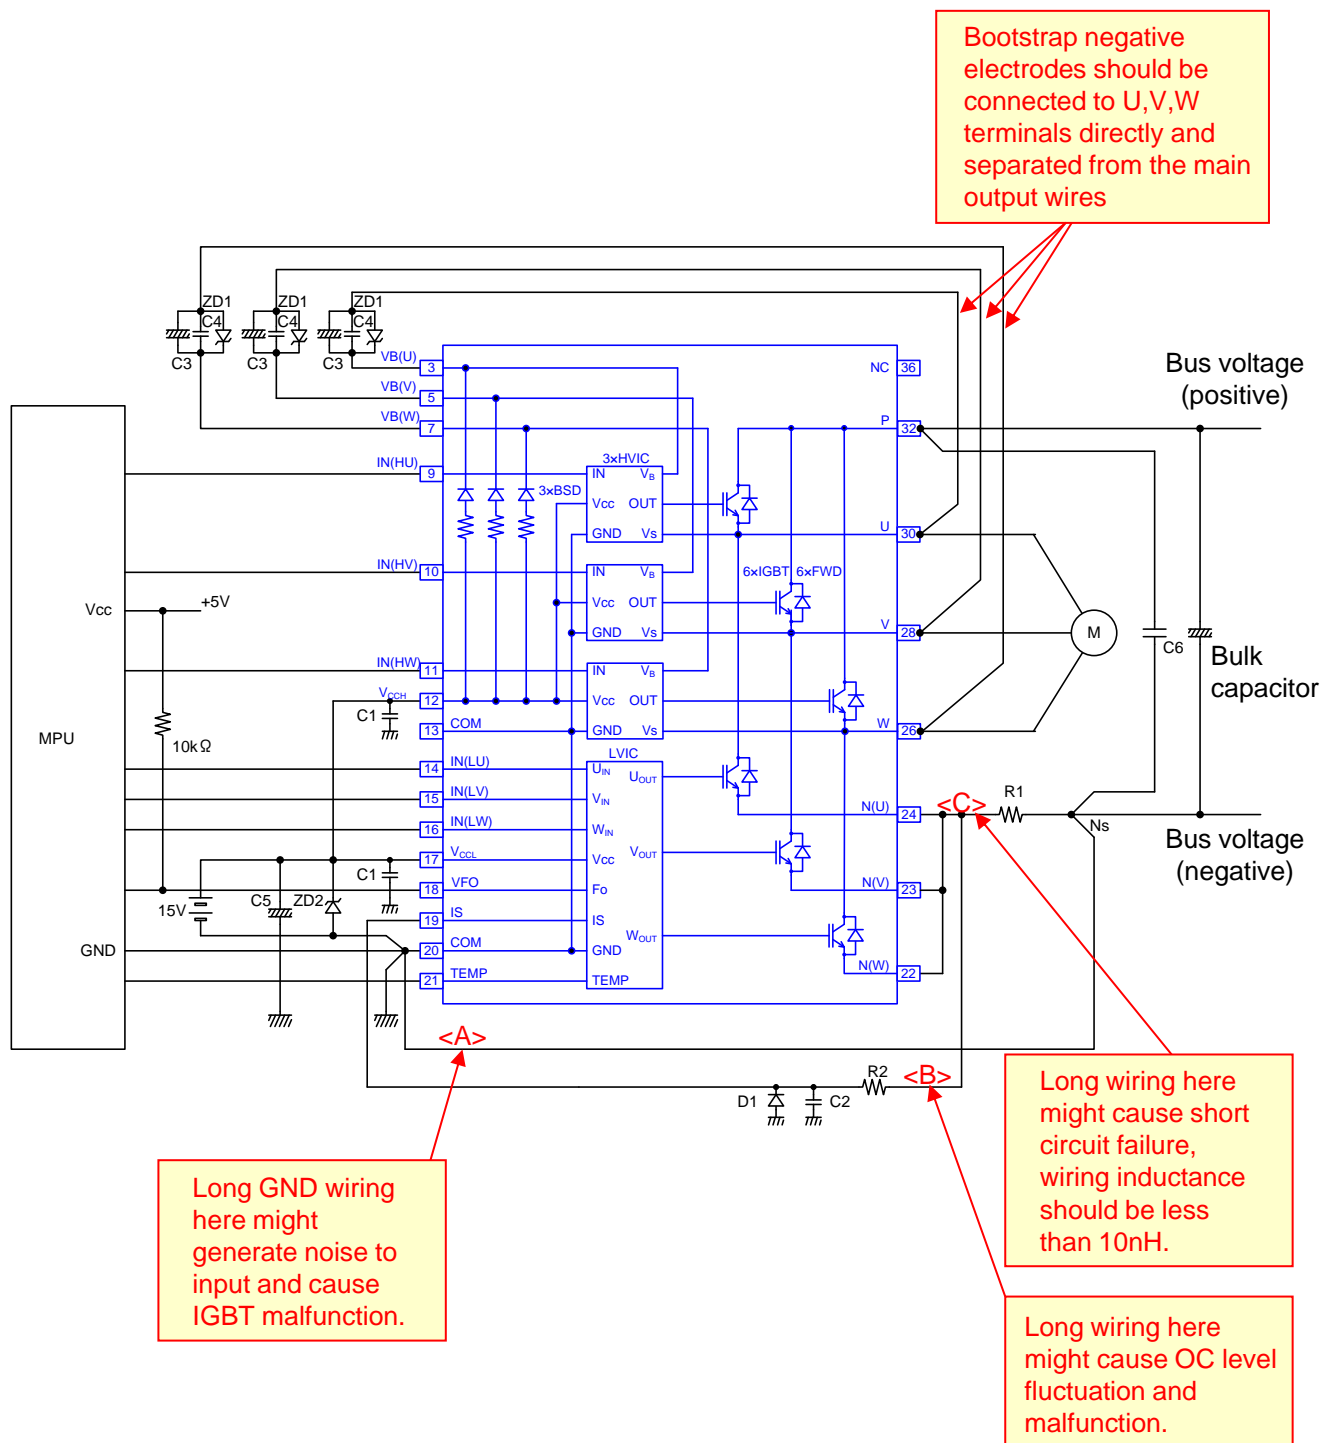 Bootstrap negative
electrodes should be
connected to U,V,W
terminals directly and
separated from the main
output wires
ZD1 ZD1 ZD1
C4 C4 C4
C3 C3 C3
VB(U)
3
VB(V)
5
VB(W)
7
NC 36
P 32
Bus voltage
(positive)
IN(HU)
9
3×HVIC
IN VB
3×BSD
Vcc OUT
GND Vs
U 30
IN(HV)
10
IN VB
6×IGBT 6×FWD
Vcc OUT
GND Vs
V 28
M
C6
Bulk
capacitor
Vcc
+5V
IN(HW)
11
IN VB
VCCH
12
Vcc OUT
C1
13
COM
GND Vs
W 26
MPU
10kΩ
LVIC
14
IN(LU)
UIN UOUT
15
IN(LV)
VIN
N(U) 24
<C>
R1
Ns
16
IN(LW)
WIN
Bus voltage
(negative)
17
VCCL
Vcc VOUT
C1
18
VFO
Fo
N(V) 23
15V
C5
ZD2
19
IS
IS
WOUT
GND
20
COM
GND
N(W) 22
21
TEMP
TEMP
<A>
R2
<B>
D1
C2
Long GND wiring
here might
generate noise to
input and cause
IGBT malfunction.
Long wiring here
might cause short
circuit failure,
wiring inductance
should be less
than 10nH.
Long wiring here
might cause OC level
fluctuation and
malfunction.